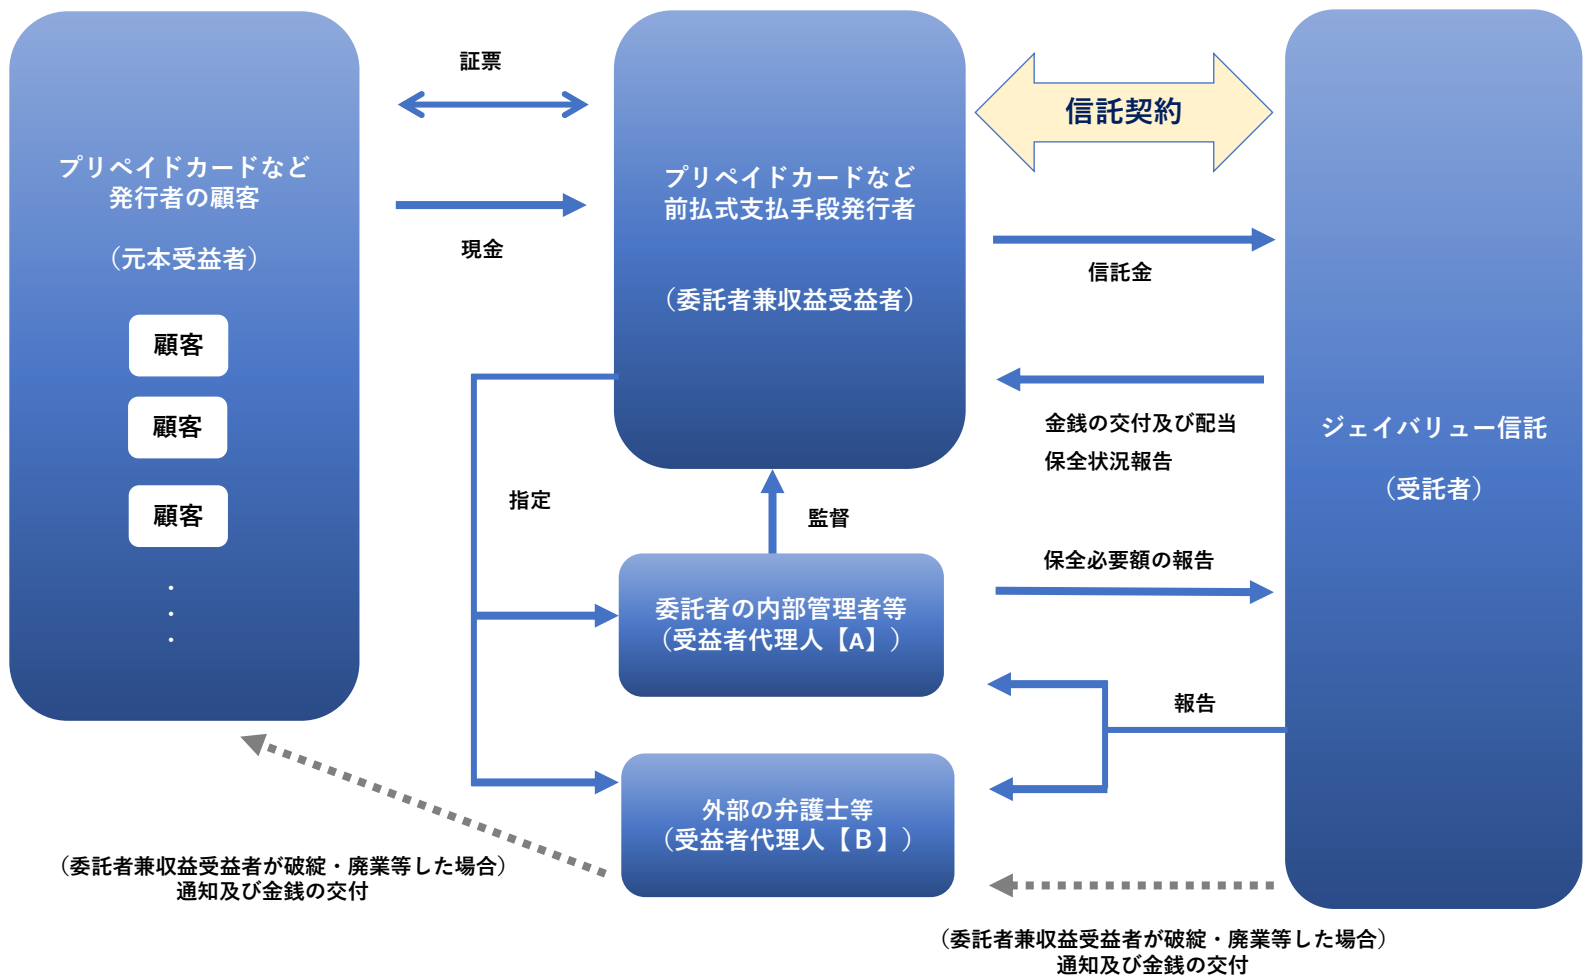 プリペイドカードなど
発行者の顧客
（元本受益者）
顧客
顧客
顧客
・
・
・
証票
現金
プリペイドカードなど
前払式支払手段発行者
（委託者兼収益受益者）
信託契約
信託金
金銭の交付及び配当
保全状況報告
ジェイバリュー信託
（受託者）
指定
監督
委託者の内部管理者等
（受益者代理人【A】）
保全必要額の報告
報告
外部の弁護士等
（受益者代理人【Ｂ】）
（委託者兼収益受益者が破綻・廃業等した場合）
通知及び金銭の交付
（委託者兼収益受益者が破綻・廃業等した場合）
通知及び金銭の交付